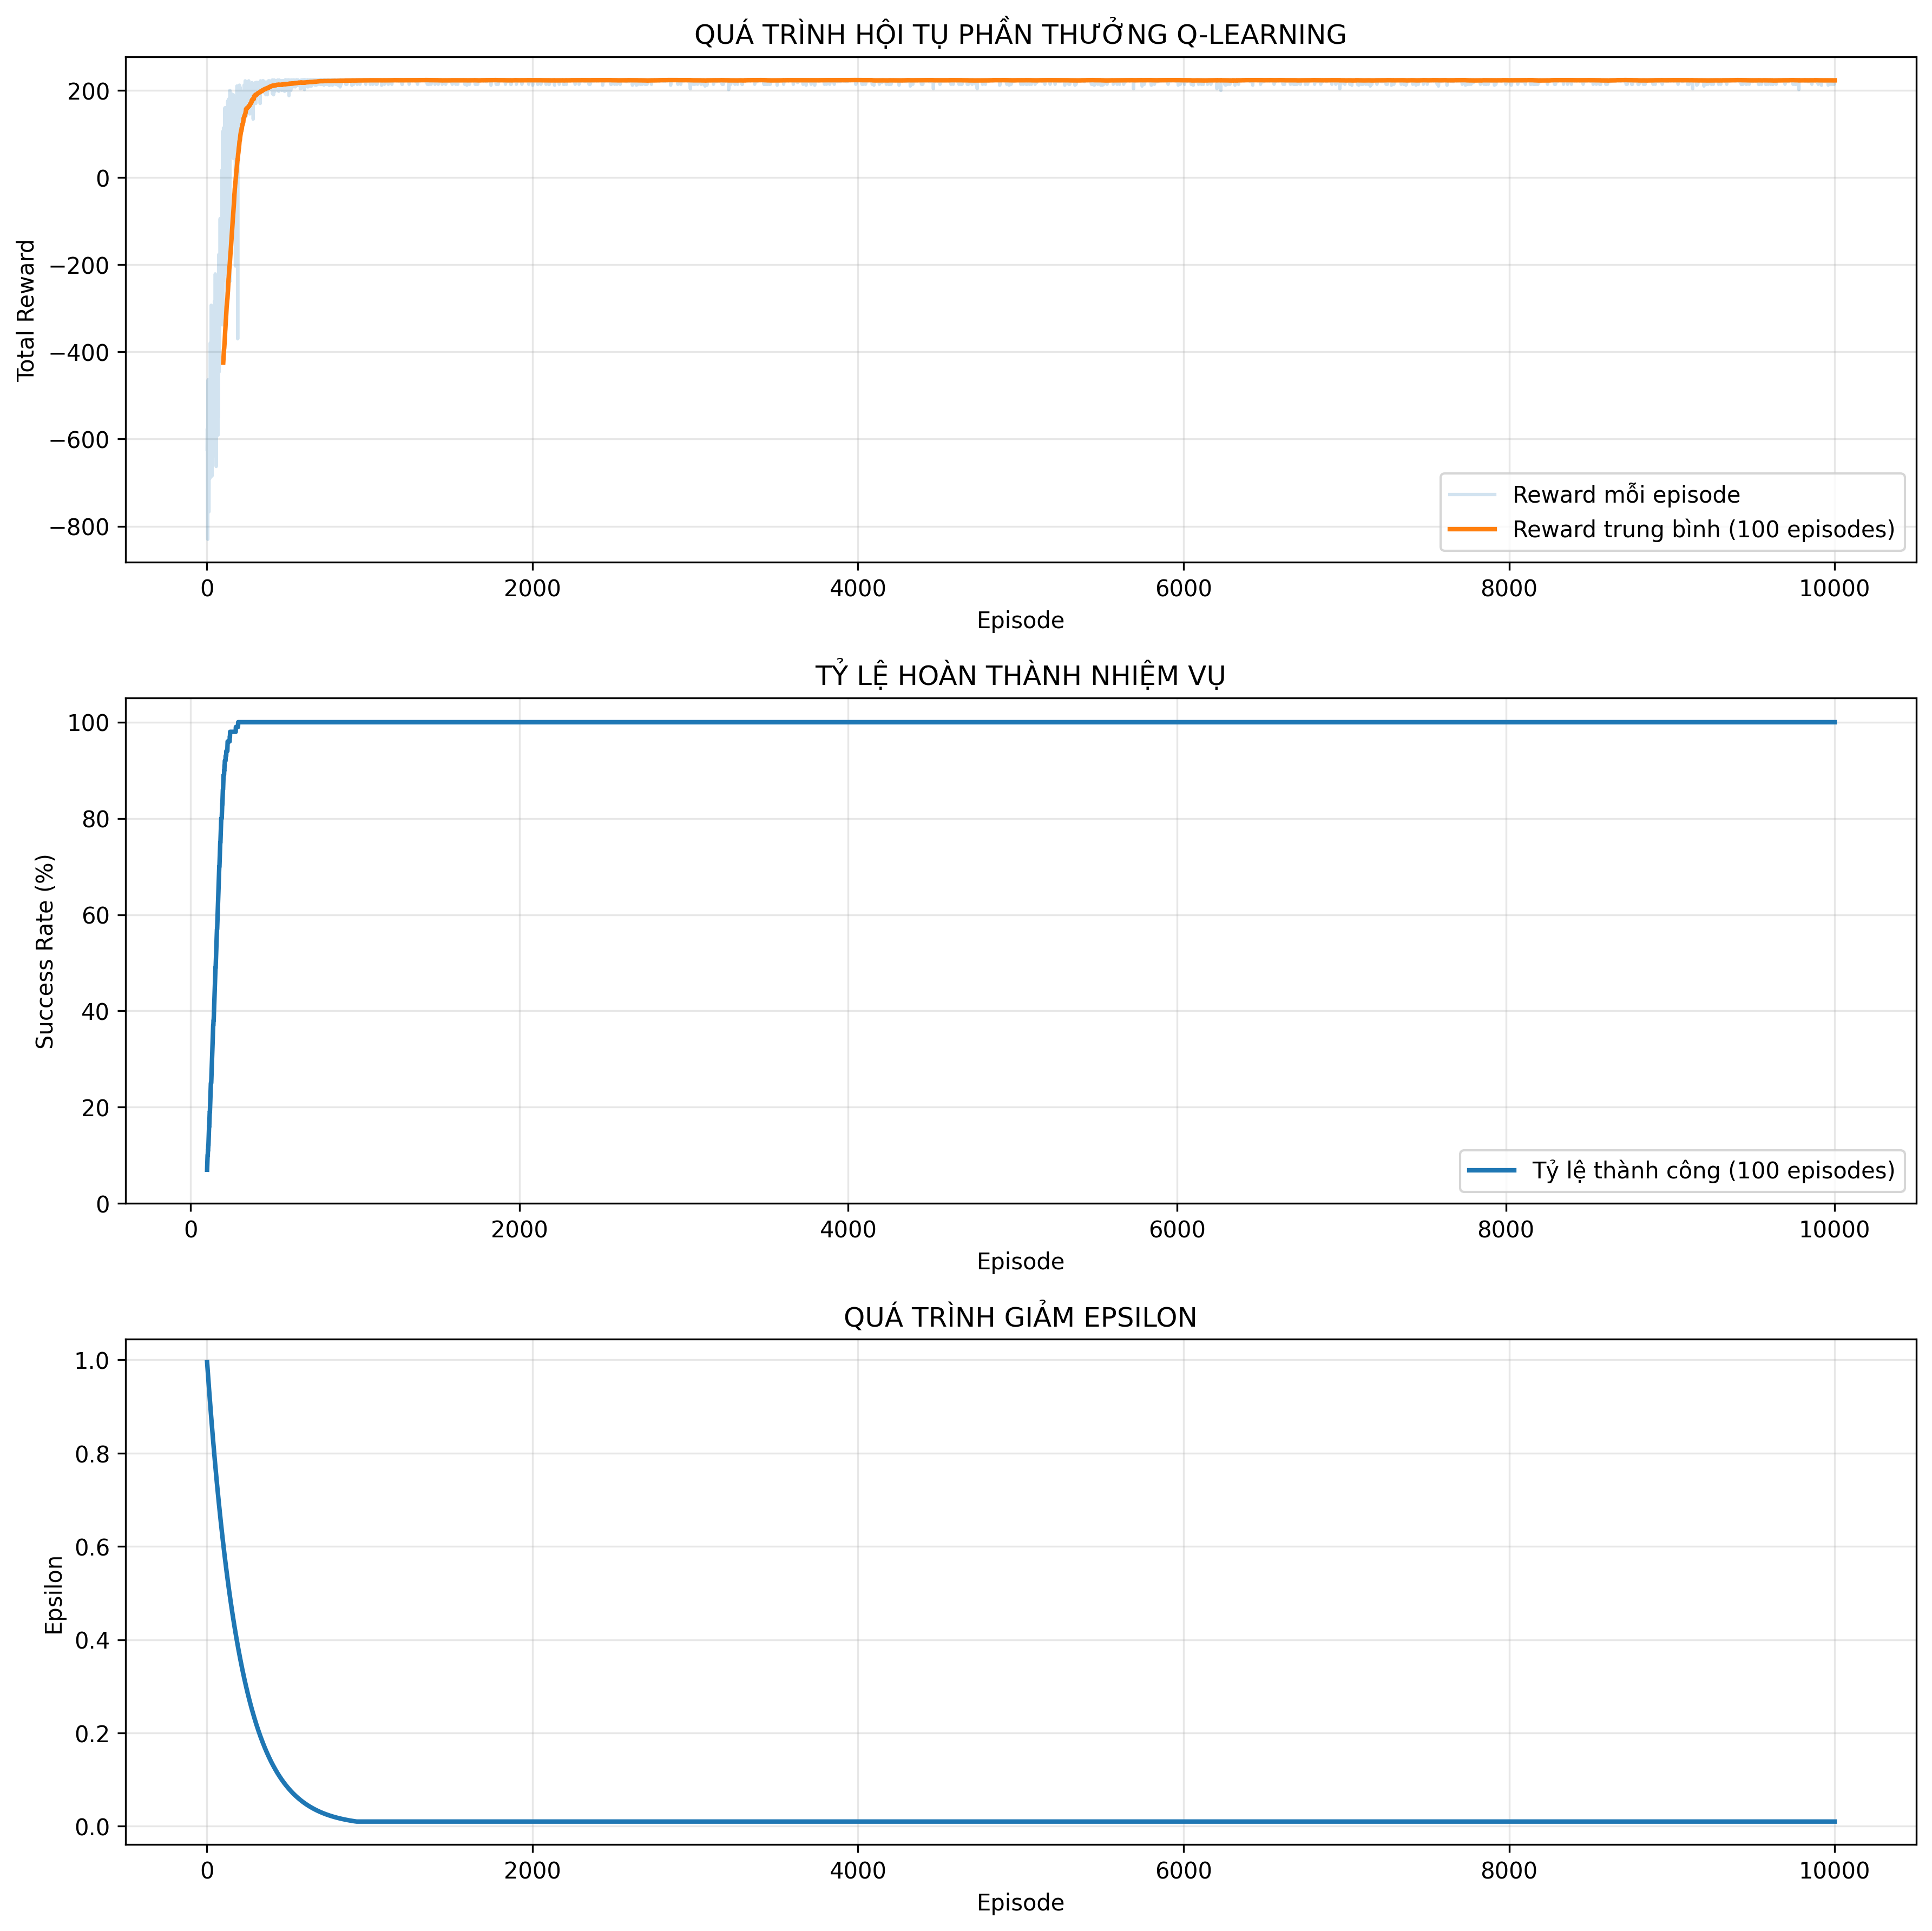 QUÁ TRÌNH HỘI TỤ PHẦN THƯỞNG Q-LEARNING
Total Reward
200
0
−200
−400
−600
−800
Reward mỗi episode
Reward trung bình (100 episodes)
0 2000 4000 6000 8000 10000
Episode
TỶ LỆ HOÀN THÀNH NHIỆM VỤ
Success Rate (%)
100
80
60
40
20
0
Tỷ lệ thành công (100 episodes)
0 2000 4000 6000 8000 10000
Episode
QUÁ TRÌNH GIẢM EPSILON
Epsilon
1.0
0.8
0.6
0.4
0.2
0.0
0 2000 4000 6000 8000 10000
Episode